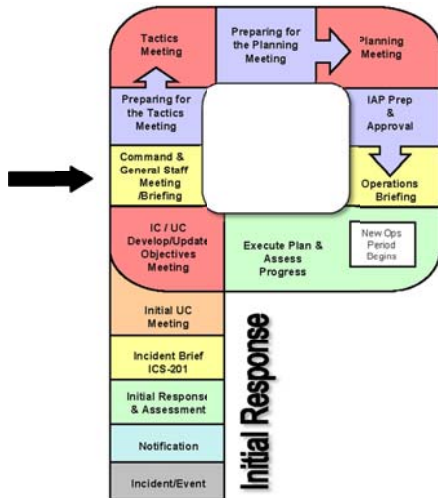 Tactics
Meeting
Preparing for
the Planning
Meeting
Planning
Meeting
Preparing for
the Tactics
Meeting
IAP Prep
&
Approval
Command &
General Staff
Meeting
/Briefing
Operations
Briefing
IC / UC
Develop/Update
Objectives
Meeting
Execute Plan &
Assess
Progress
New Ops
Period
Begins
Initial UC
Meeting
Incident Brief
ICS-201
Initial Response
& Assessment
Notification
Incident/Event
Initial Response